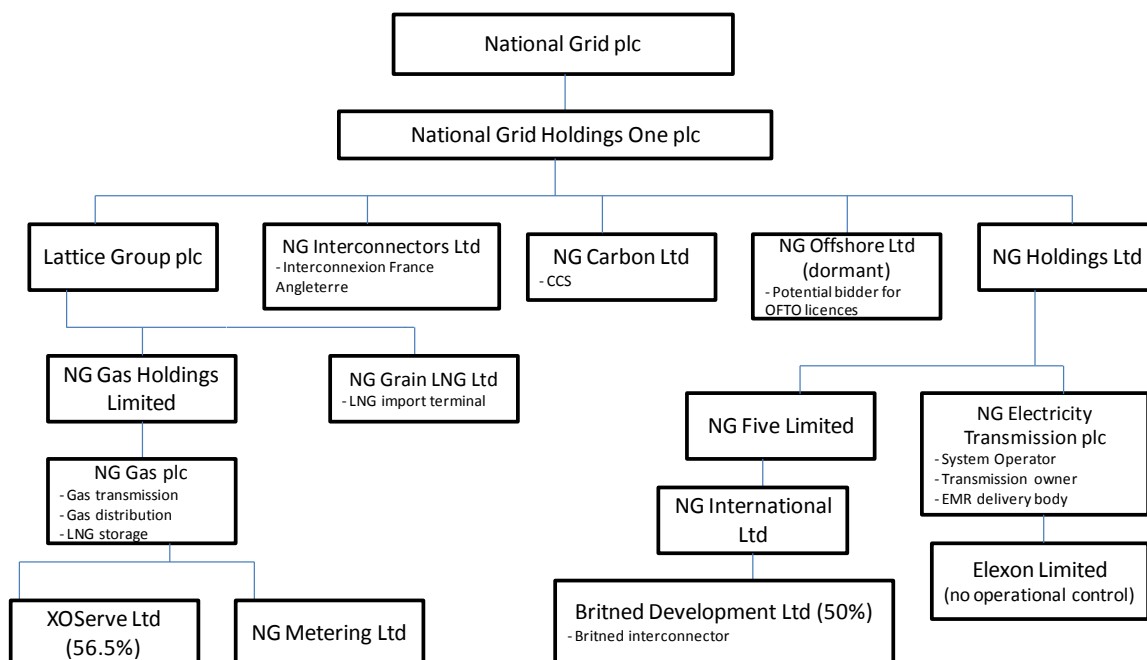 National Grid plc
National Grid Holdings One plc
Lattice Group plc
NG Interconnectors Ltd
- Interconnexion France
Angleterre
NG Carbon Ltd
- CCS
NG Offshore Ltd
(dormant)
- Potential bidder for
OFTO licences
NG Holdings Ltd
NG Gas Holdings
Limited
NG Grain LNG Ltd
- LNG import terminal
NG Five Limited
NG Electricity
Transmission plc
- System Operator
- Transmission owner
- EMR delivery body
NG Gas plc
- Gas transmission
- Gas distribution
- LNG storage
NG International
Ltd
XOServe Ltd
(56.5%)
NG Metering Ltd
Britned Development Ltd (50%)
- Britned interconnector
Elexon Limited
(no operational control)